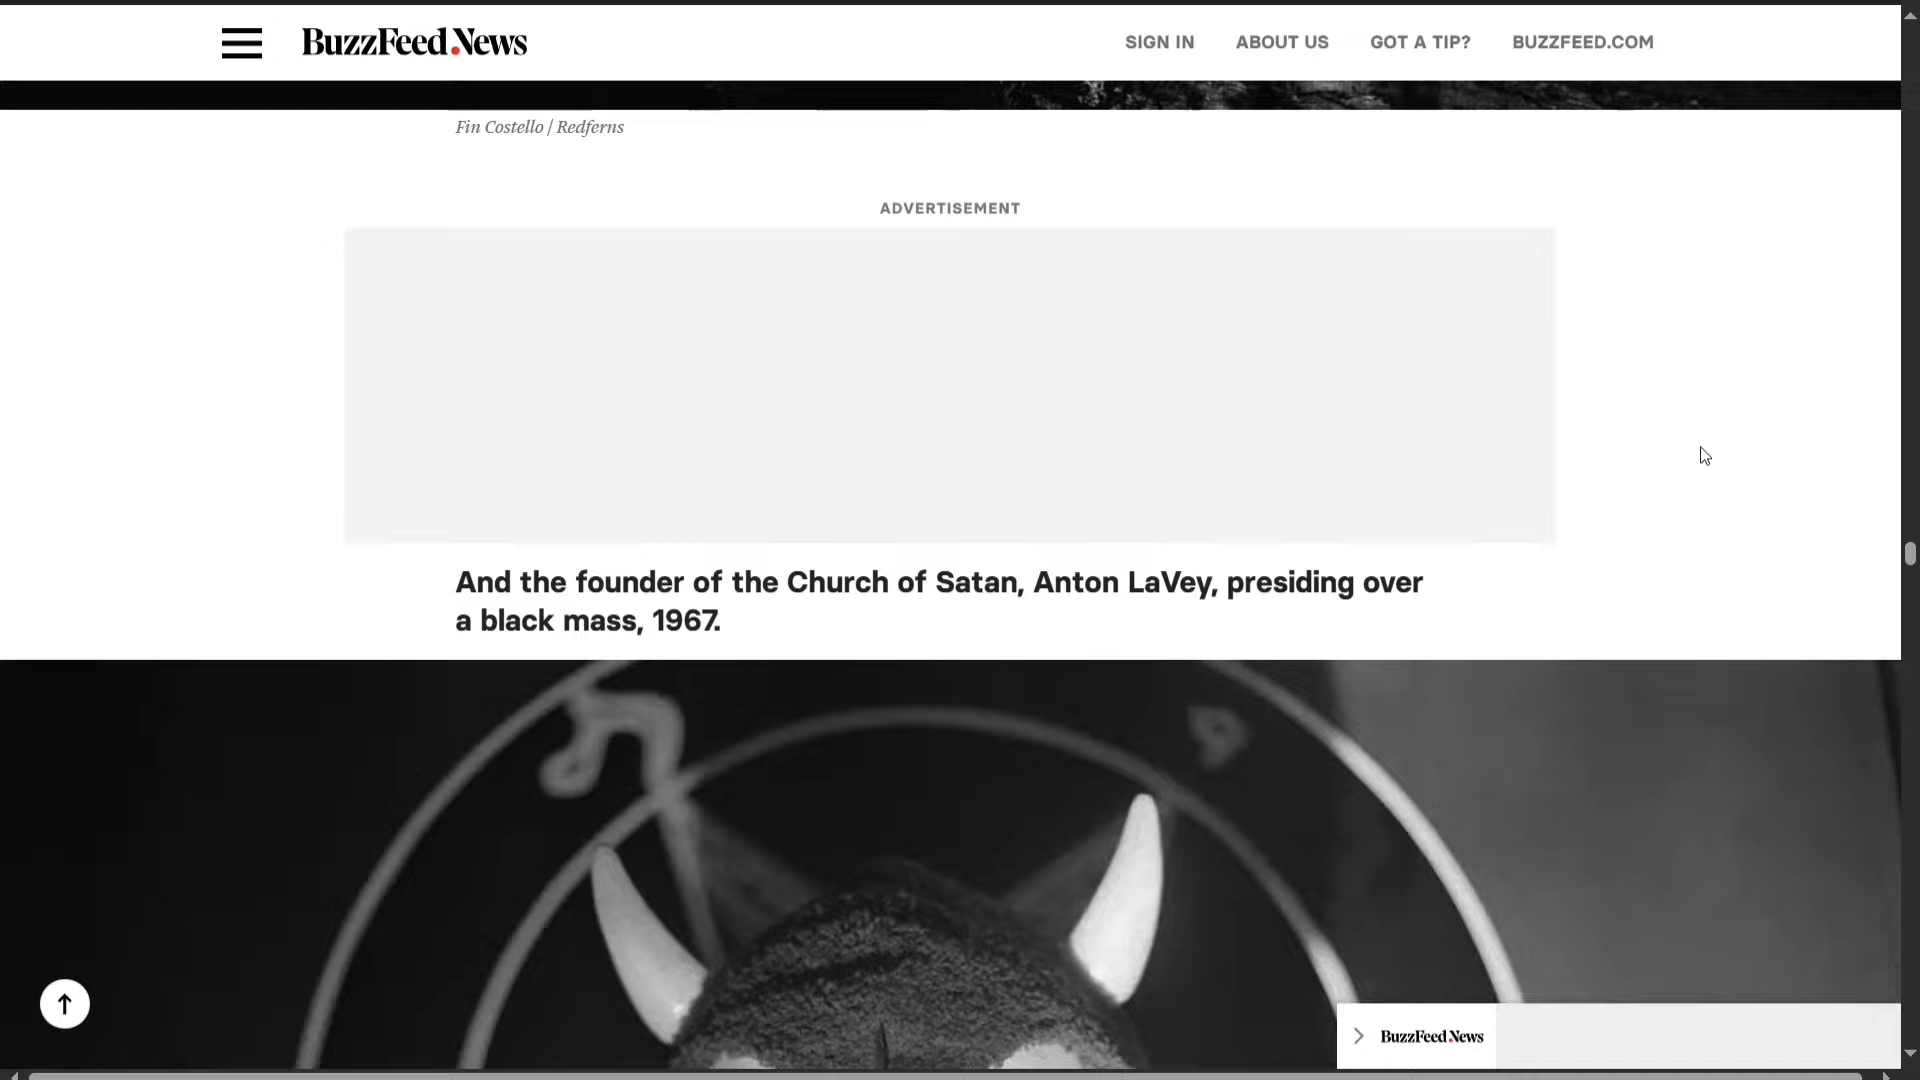 BuzzFeed News
SIGN IN
ABOUT US
GOT A TIP?
BUZZFEED.COM
Fin Costello / Redferns
ADVERTISEMENT
And the founder of the Church of Satan, Anton LaVey, presiding over
a black mass, 1967.
BuzzFeed News